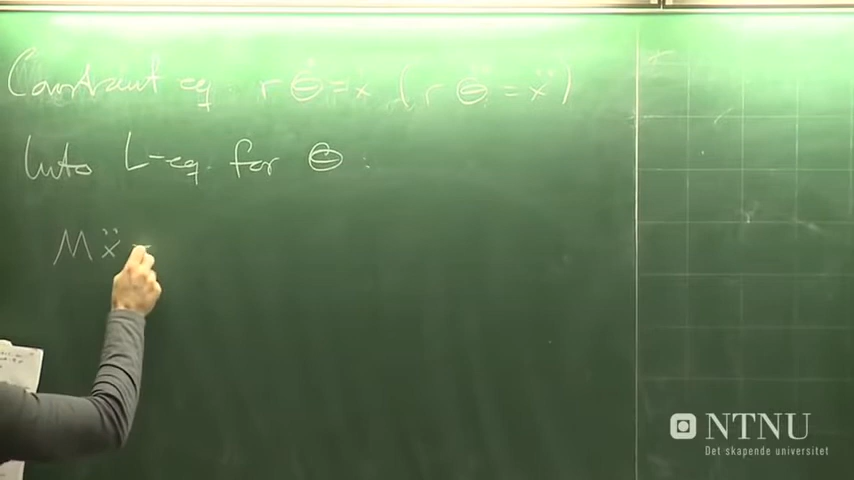 Constraint eq. r Θ̈ = ẍ (r Θ̈ = ẍ)
Into L-eq. for Θ :
M ẍ =
NTNU
Det skapende universitet